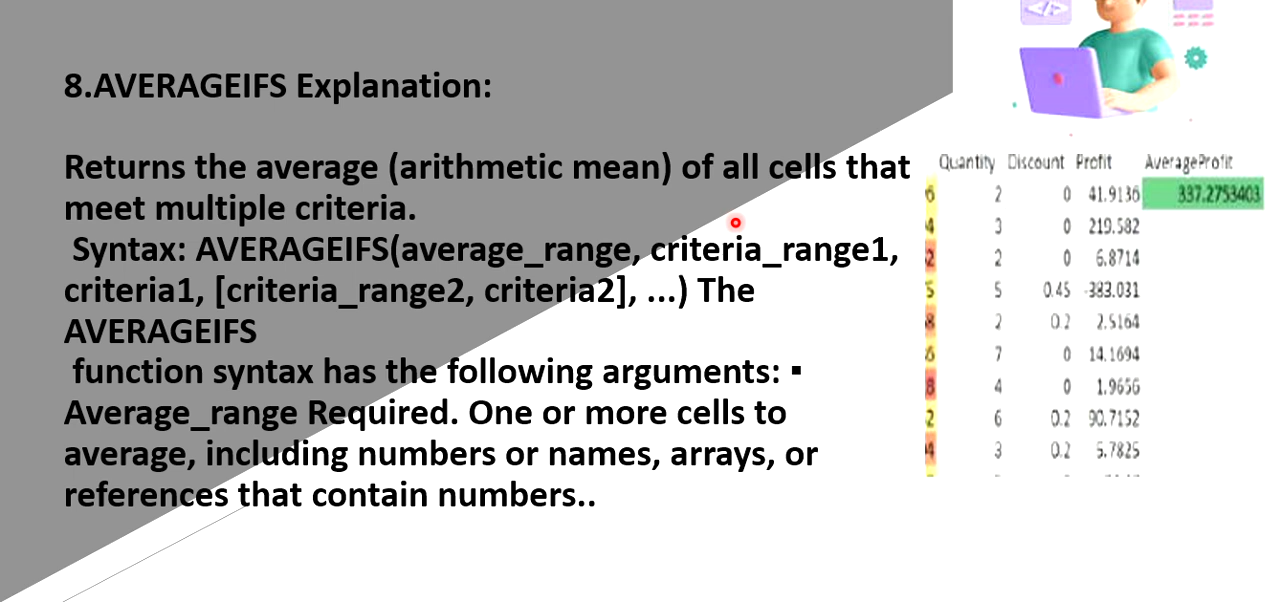 8.AVERAGEIFS Explanation:
Returns the average (arithmetic mean) of all cells that
meet multiple criteria.
Syntax: AVERAGEIFS(average_range, criteria_range1,
criteria1, [criteria_range2, criteria2], ...) The
AVERAGEIFS
function syntax has the following arguments: ▪
Average_range Required. One or more cells to
average, including numbers or names, arrays, or
references that contain numbers..
Quantity Discount Profit AverageProfit
2 0 41.9136 337.2753403
3 0 219.582
2 0 6.8714
5 0.45 -383.031
2 0.2 2.5164
7 0 14.1694
4 0 1.9656
6 0.2 90.7152
3 0.2 5.7825